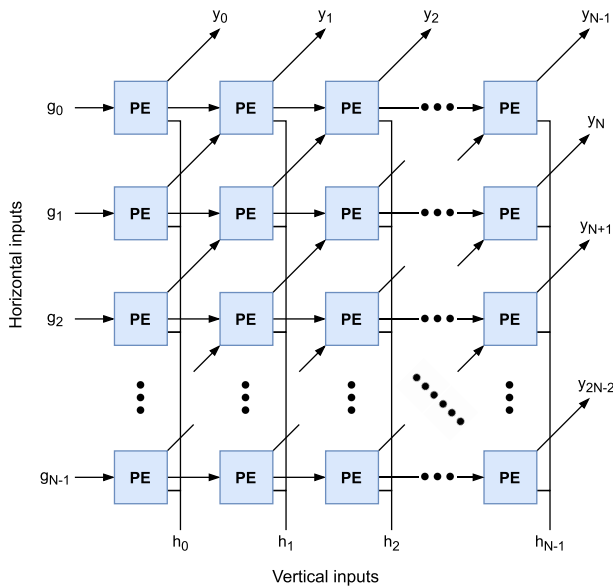 y0 y1 y2 yN-1
g0 PE PE PE PE
yN
g1 PE PE PE PE
yN+1
g2 PE PE PE PE
y2N-2
gN-1 PE PE PE PE
h0 h1 h2 hN-1
Horizontal inputs
Vertical inputs